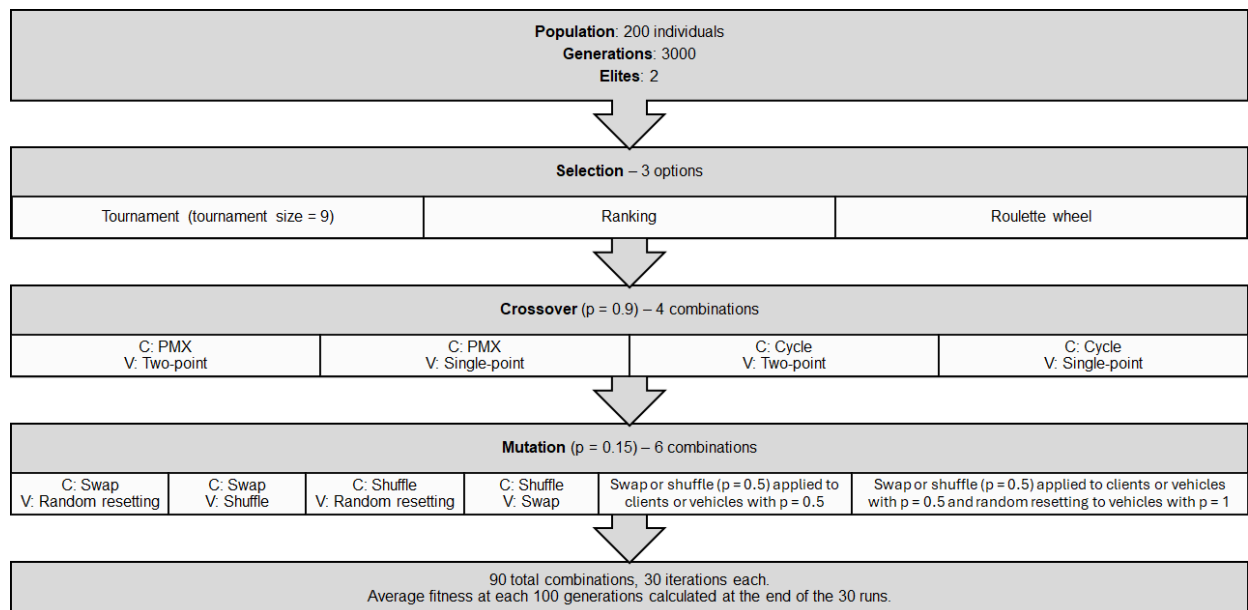 Population: 200 individuals
Generations: 3000
Elites: 2
Selection – 3 options
Tournament (tournament size = 9)
Ranking
Roulette wheel
Crossover (p = 0.9) – 4 combinations
C: PMX
V: Two-point
C: PMX
V: Single-point
C: Cycle
V: Two-point
C: Cycle
V: Single-point
Mutation (p = 0.15) – 6 combinations
C: Swap
V: Random resetting
C: Swap
V: Shuffle
C: Shuffle
V: Random resetting
C: Shuffle
V: Swap
Swap or shuffle (p = 0.5) applied to
clients or vehicles with p = 0.5
Swap or shuffle (p = 0.5) applied to clients or vehicles
with p = 0.5 and random resetting to vehicles with p = 1
90 total combinations, 30 iterations each.
Average fitness at each 100 generations calculated at the end of the 30 runs.